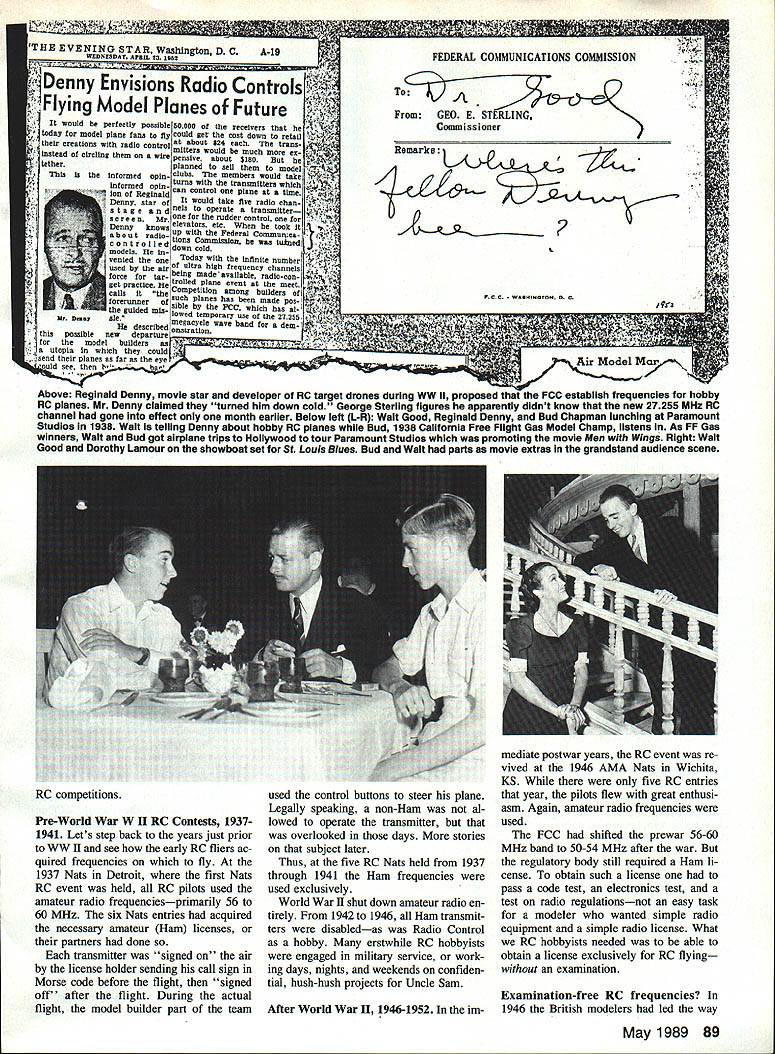 THE EVENING STAR, Washington, D. C. A-19
WEDNESDAY, APRIL 23, 1952
Denny Envisions Radio Controls
Flying Model Planes of Future
It would be perfectly possible
today for model plane fans to fly
their creations with radio control
instead of circling them on a wire
tether.
This is the informed opin-
informed opin-
ion of Reginald
Denny, star of
stage and
screen. Mr.
Denny knows
about radio-
controlled
models. He in-
vented the one
used by the air
force for tar-
get practice. He
calls it "the
forerunner of
the guided mis-
sile."
Mr. Denny
He described
this possible new departure
for the model builders as
a utopia in which they could
send their planes as far as the eye
could see, then
50,000 of the receivers that he
could get the cost down to retail
at about $24 each. The trans-
mitters would be much more ex-
pensive, about $180. But he
planned to sell them to model
clubs. The members would take
turns with the transmitters which
can control one plane at a time.
It would take five radio chan-
nels to operate a transmitter—
one for the rudder control, one for
elevators, etc. When he took it
up with the Federal Communica-
tions Commission, he was turned
down cold.
Today with the infinite number
of ultra high frequency channels
being made available, radio-con-
trolled plane event at the meet.
Competition among builders of
such planes has been made pos-
sible by the FCC, which has al-
lowed temporary use of the 27.255
megacycle wave band for a dem-
onstration.
FEDERAL COMMUNICATIONS COMMISSION
To: Dr. Good
From: GEO. E. STERLING,
Commissioner
Remarks: Where's this
fellow Denny
been?
F.C.C. - WASHINGTON, D. C.
1952
Air Model Mar
Above: Reginald Denny, movie star and developer of RC target drones during WW II, proposed that the FCC establish frequencies for hobby
RC planes. Mr. Denny claimed they "turned him down cold." George Sterling figures he apparently didn't know that the new 27.255 MHz RC
channel had gone into effect only one month earlier. Below left (L-R): Walt Good, Reginald Denny, and Bud Chapman lunching at Paramount
Studios in 1938. Walt is telling Denny about hobby RC planes while Bud, 1938 California Free Flight Gas Model Champ, listens in. As FF Gas
winners, Walt and Bud got airplane trips to Hollywood to tour Paramount Studios which was promoting the movie Men with Wings. Right: Walt
Good and Dorothy Lamour on the showboat set for St. Louis Blues. Bud and Walt had parts as movie extras in the grandstand audience scene.
RC competitions.
Pre-World War W II RC Contests, 1937-
1941. Let's step back to the years just prior
to WW II and see how the early RC fliers ac-
quired frequencies on which to fly. At the
1937 Nats in Detroit, where the first Nats
RC event was held, all RC pilots used the
amateur radio frequencies—primarily 56 to
60 MHz. The six Nats entries had acquired
the necessary amateur (Ham) licenses, or
their partners had done so.
Each transmitter was "signed on" the air
by the license holder sending his call sign in
Morse code before the flight, then "signed
off" after the flight. During the actual
flight, the model builder part of the team
used the control buttons to steer his plane.
Legally speaking, a non-Ham was not al-
lowed to operate the transmitter, but that
was overlooked in those days. More stories
on that subject later.
Thus, at the five RC Nats held from 1937
through 1941 the Ham frequencies were
used exclusively.
World War II shut down amateur radio en-
tirely. From 1942 to 1946, all Ham transmit-
ters were disabled—as was Radio Control
as a hobby. Many erstwhile RC hobbyists
were engaged in military service, or work-
ing days, nights, and weekends on confiden-
tial, hush-hush projects for Uncle Sam.
After World War II, 1946-1952. In the im-
mediate postwar years, the RC event was re-
vived at the 1946 AMA Nats in Wichita,
KS. While there were only five RC entries
that year, the pilots flew with great enthusi-
asm. Again, amateur radio frequencies were
used.
The FCC had shifted the prewar 56-60
MHz band to 50-54 MHz after the war. But
the regulatory body still required a Ham li-
cense. To obtain such a license one had to
pass a code test, an electronics test, and a
test on radio regulations—not an easy task
for a modeler who wanted simple radio
equipment and a simple radio license. What
we RC hobbyists needed was to be able to
obtain a license exclusively for RC flying—
without an examination.
Examination-free RC frequencies? In
1946 the British modelers had led the way
May 1989 89